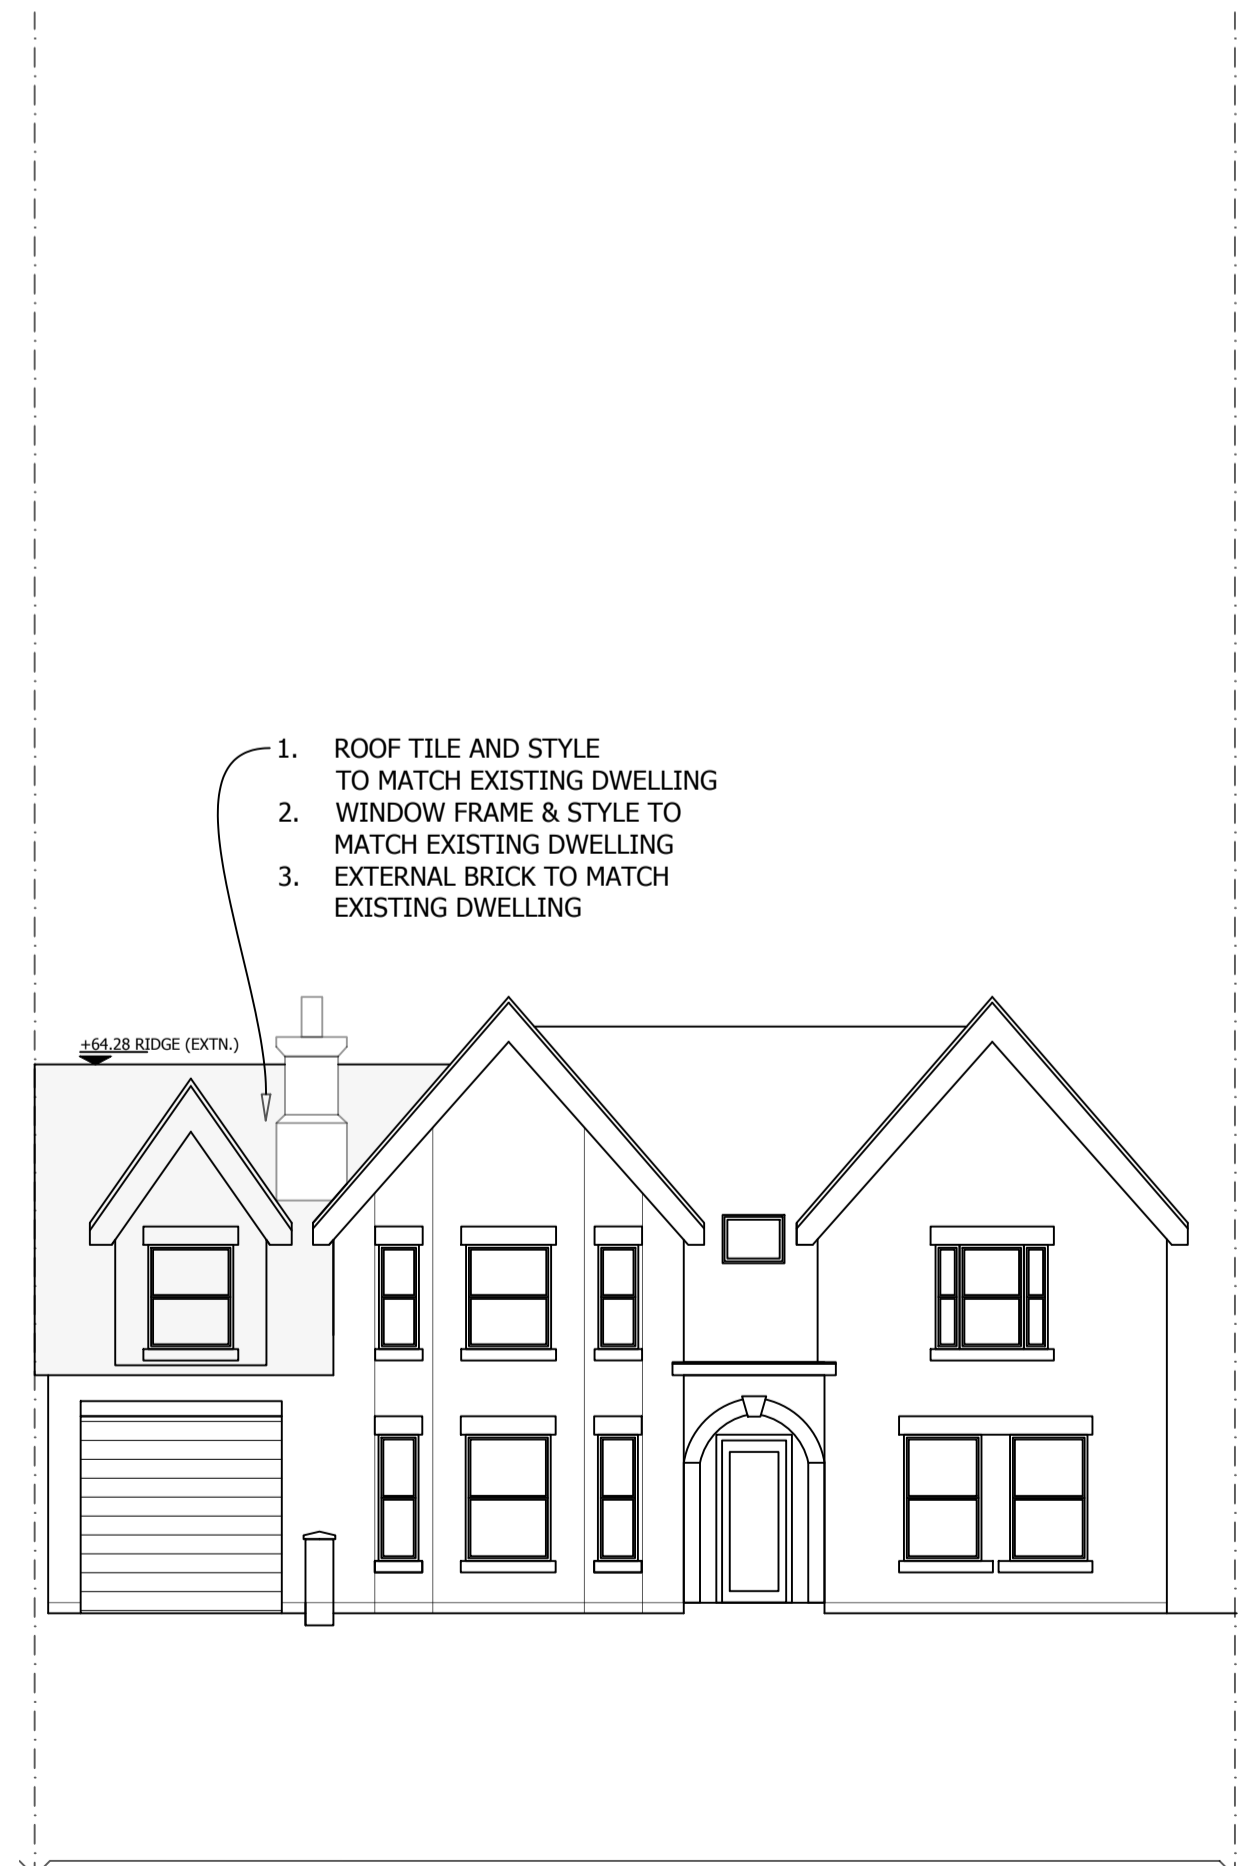 1. ROOF TILE AND STYLE
TO MATCH EXISTING DWELLING
2. WINDOW FRAME & STYLE TO
MATCH EXISTING DWELLING
3. EXTERNAL BRICK TO MATCH
EXISTING DWELLING
+64.28 RIDGE (EXTN.)